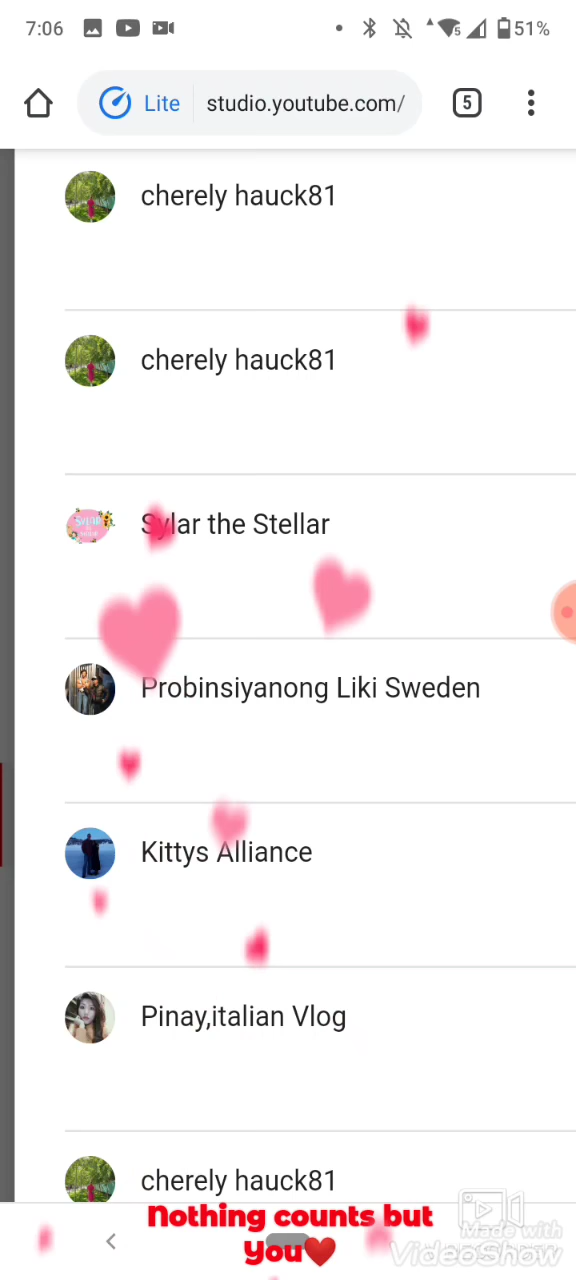 7:06
51%
Lite studio.youtube.com/ 5
cherely hauck81
cherely hauck81
Sylar the Stellar
Probinsiyanong Liki Sweden
Kittys Alliance
Pinay,italian Vlog
cherely hauck81
Nothing counts but
You❤️
Made with
VideoShow